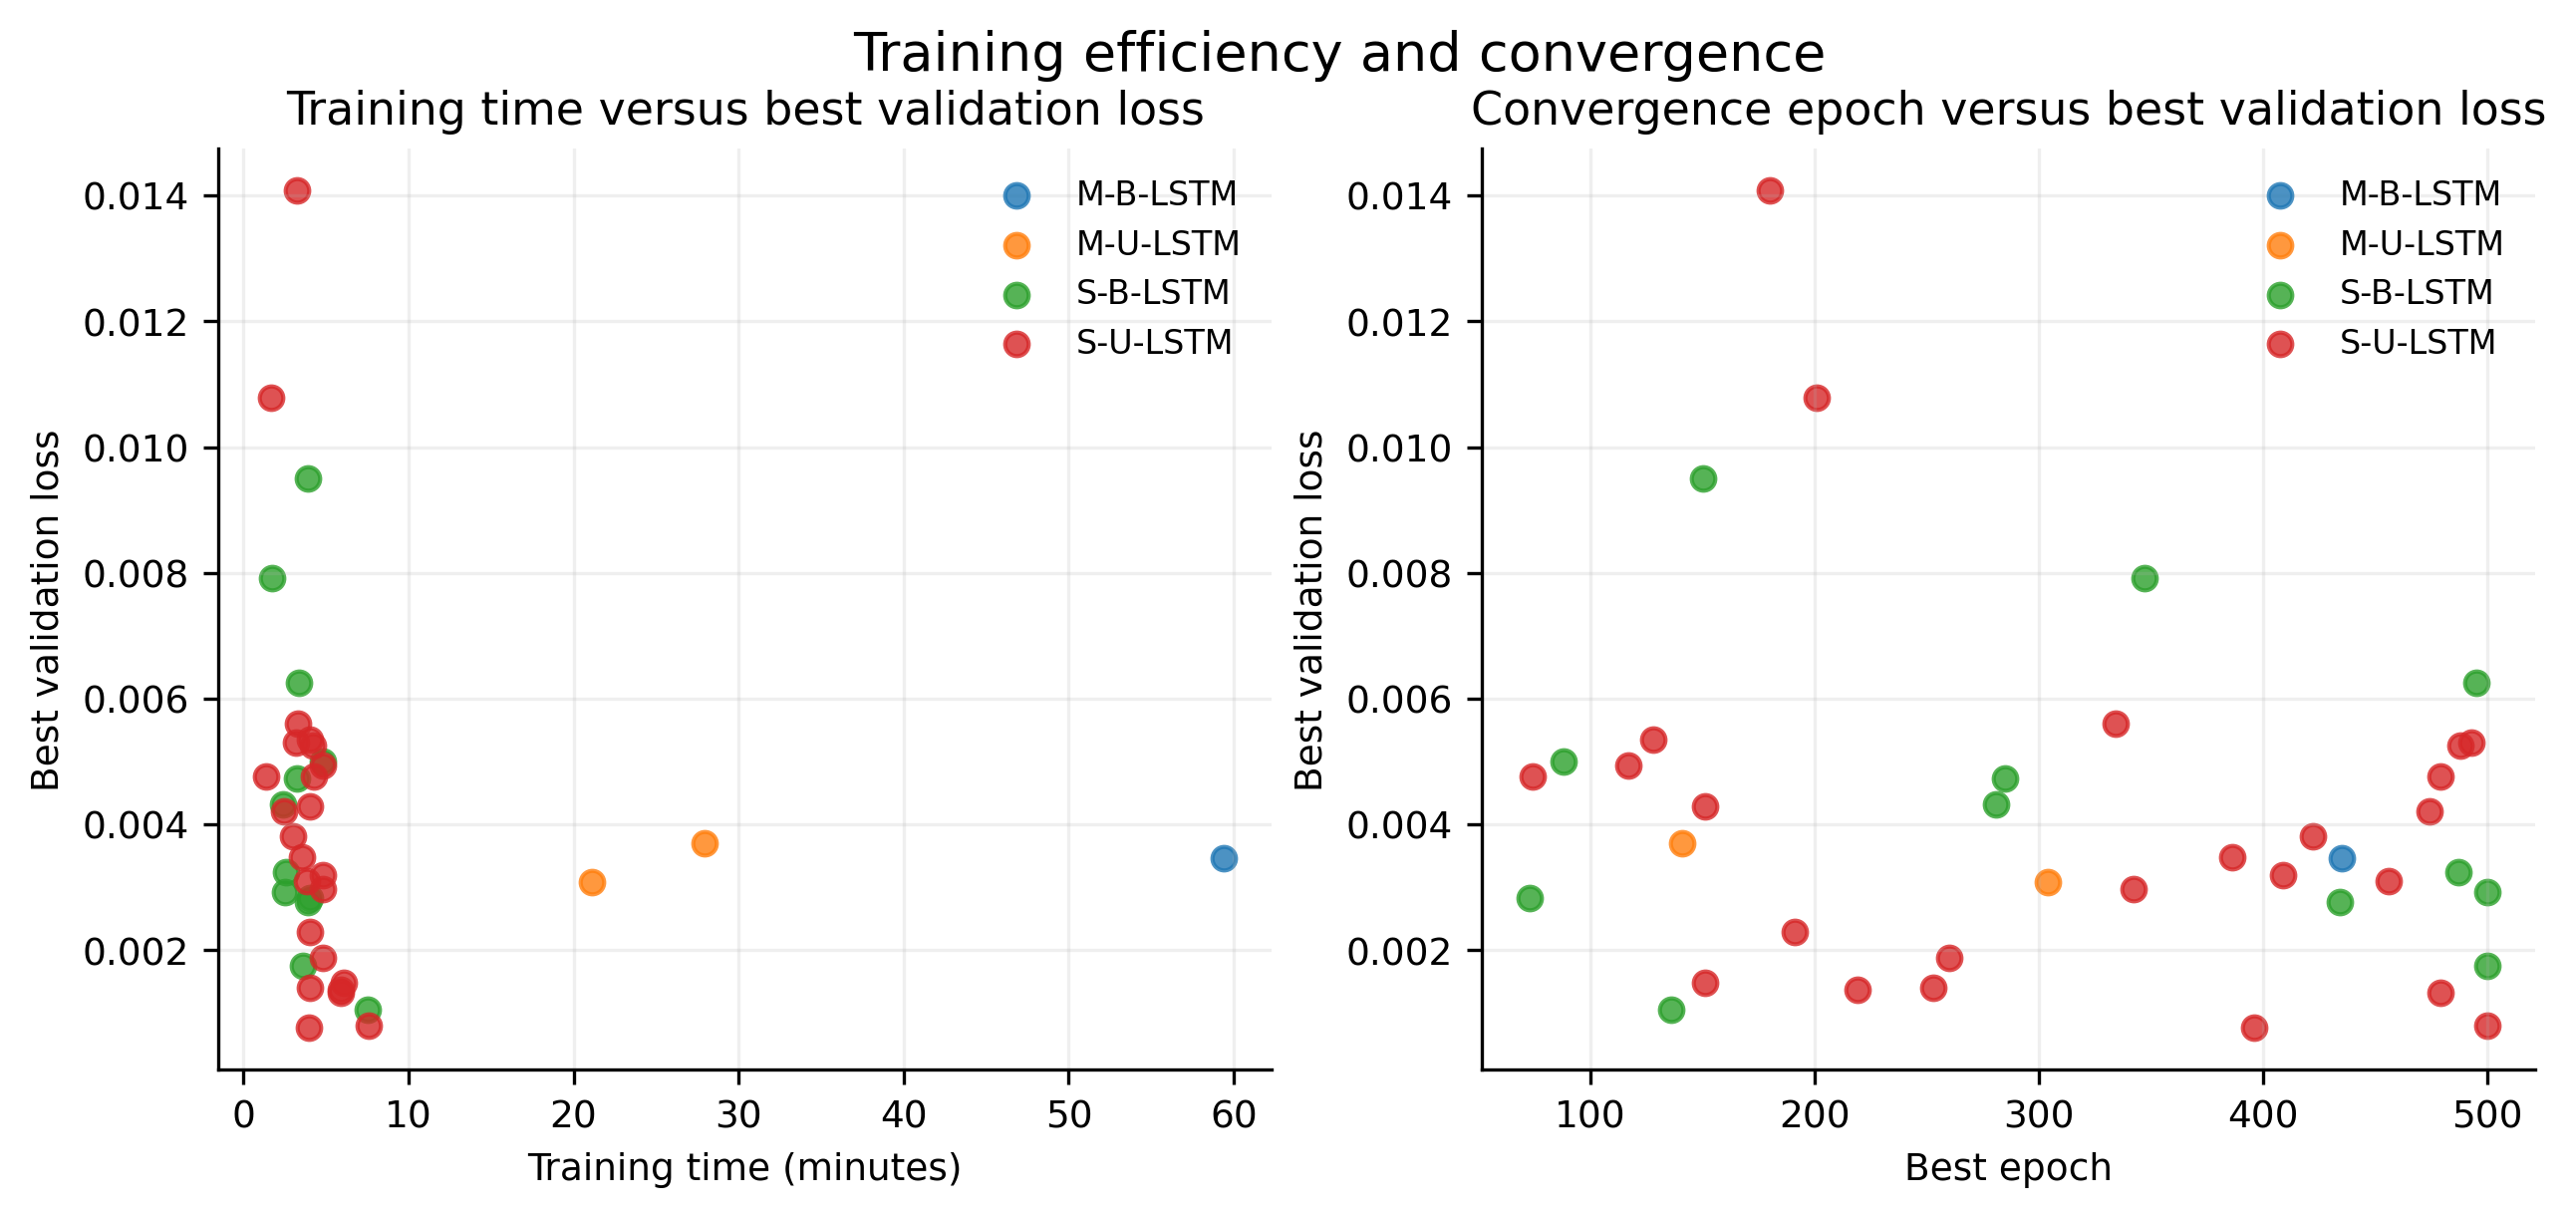 Training efficiency and convergence
Training time versus best validation loss
0.014
0.012
0.010
0.008
0.006
0.004
0.002
Best validation loss
0
10
20
30
40
50
60
Training time (minutes)
M-B-LSTM
M-U-LSTM
S-B-LSTM
S-U-LSTM
Convergence epoch versus best validation loss
0.014
0.012
0.010
0.008
0.006
0.004
0.002
Best validation loss
100
200
300
400
500
Best epoch
M-B-LSTM
M-U-LSTM
S-B-LSTM
S-U-LSTM